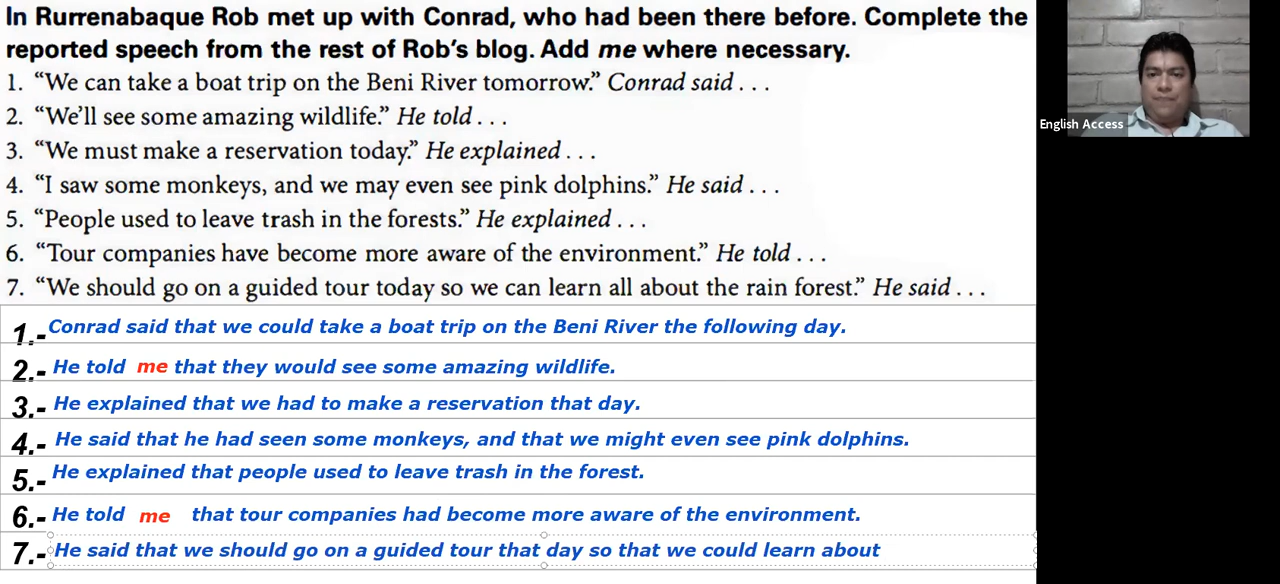 In Rurrenabaque Rob met up with Conrad, who had been there before. Complete the
reported speech from the rest of Rob's blog. Add me where necessary.
1. “We can take a boat trip on the Beni River tomorrow.” Conrad said . . .
2. “We'll see some amazing wildlife.” He told . . .
3. “We must make a reservation today.” He explained . . .
4. “I saw some monkeys, and we may even see pink dolphins.” He said . . .
5. “People used to leave trash in the forests.” He explained . . .
6. “Tour companies have become more aware of the environment.” He told . . .
7. “We should go on a guided tour today so we can learn all about the rain forest.” He said . . .
1.- Conrad said that we could take a boat trip on the Beni River the following day.
2.- He told me that they would see some amazing wildlife.
3.- He explained that we had to make a reservation that day.
4.- He said that he had seen some monkeys, and that we might even see pink dolphins.
5.- He explained that people used to leave trash in the forest.
6.- He told me that tour companies had become more aware of the environment.
7.- He said that we should go on a guided tour that day so that we could learn about
English Access